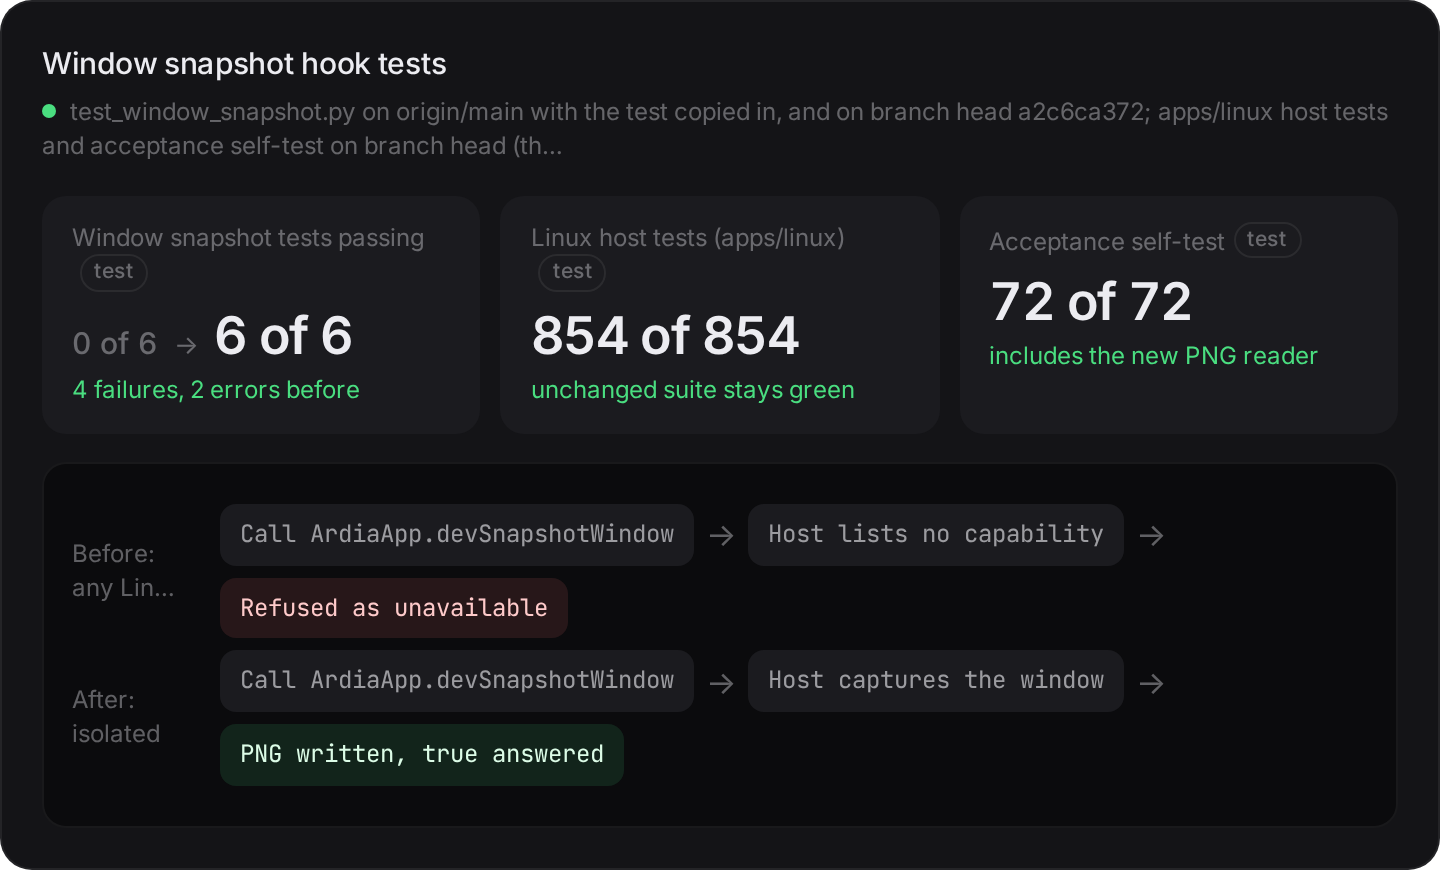 Window snapshot hook tests
test_window_snapshot.py on origin/main with the test copied in, and on branch head a2c6ca372; apps/linux host tests
and acceptance self-test on branch head (th...
Window snapshot tests passing
test
0 of 6 → 6 of 6
4 failures, 2 errors before
Linux host tests (apps/linux)
test
854 of 854
unchanged suite stays green
Acceptance self-test test
72 of 72
includes the new PNG reader
Before:
any Lin...
Call ArdiaApp.devSnapshotWindow → Host lists no capability →
Refused as unavailable
After:
isolated
Call ArdiaApp.devSnapshotWindow → Host captures the window →
PNG written, true answered